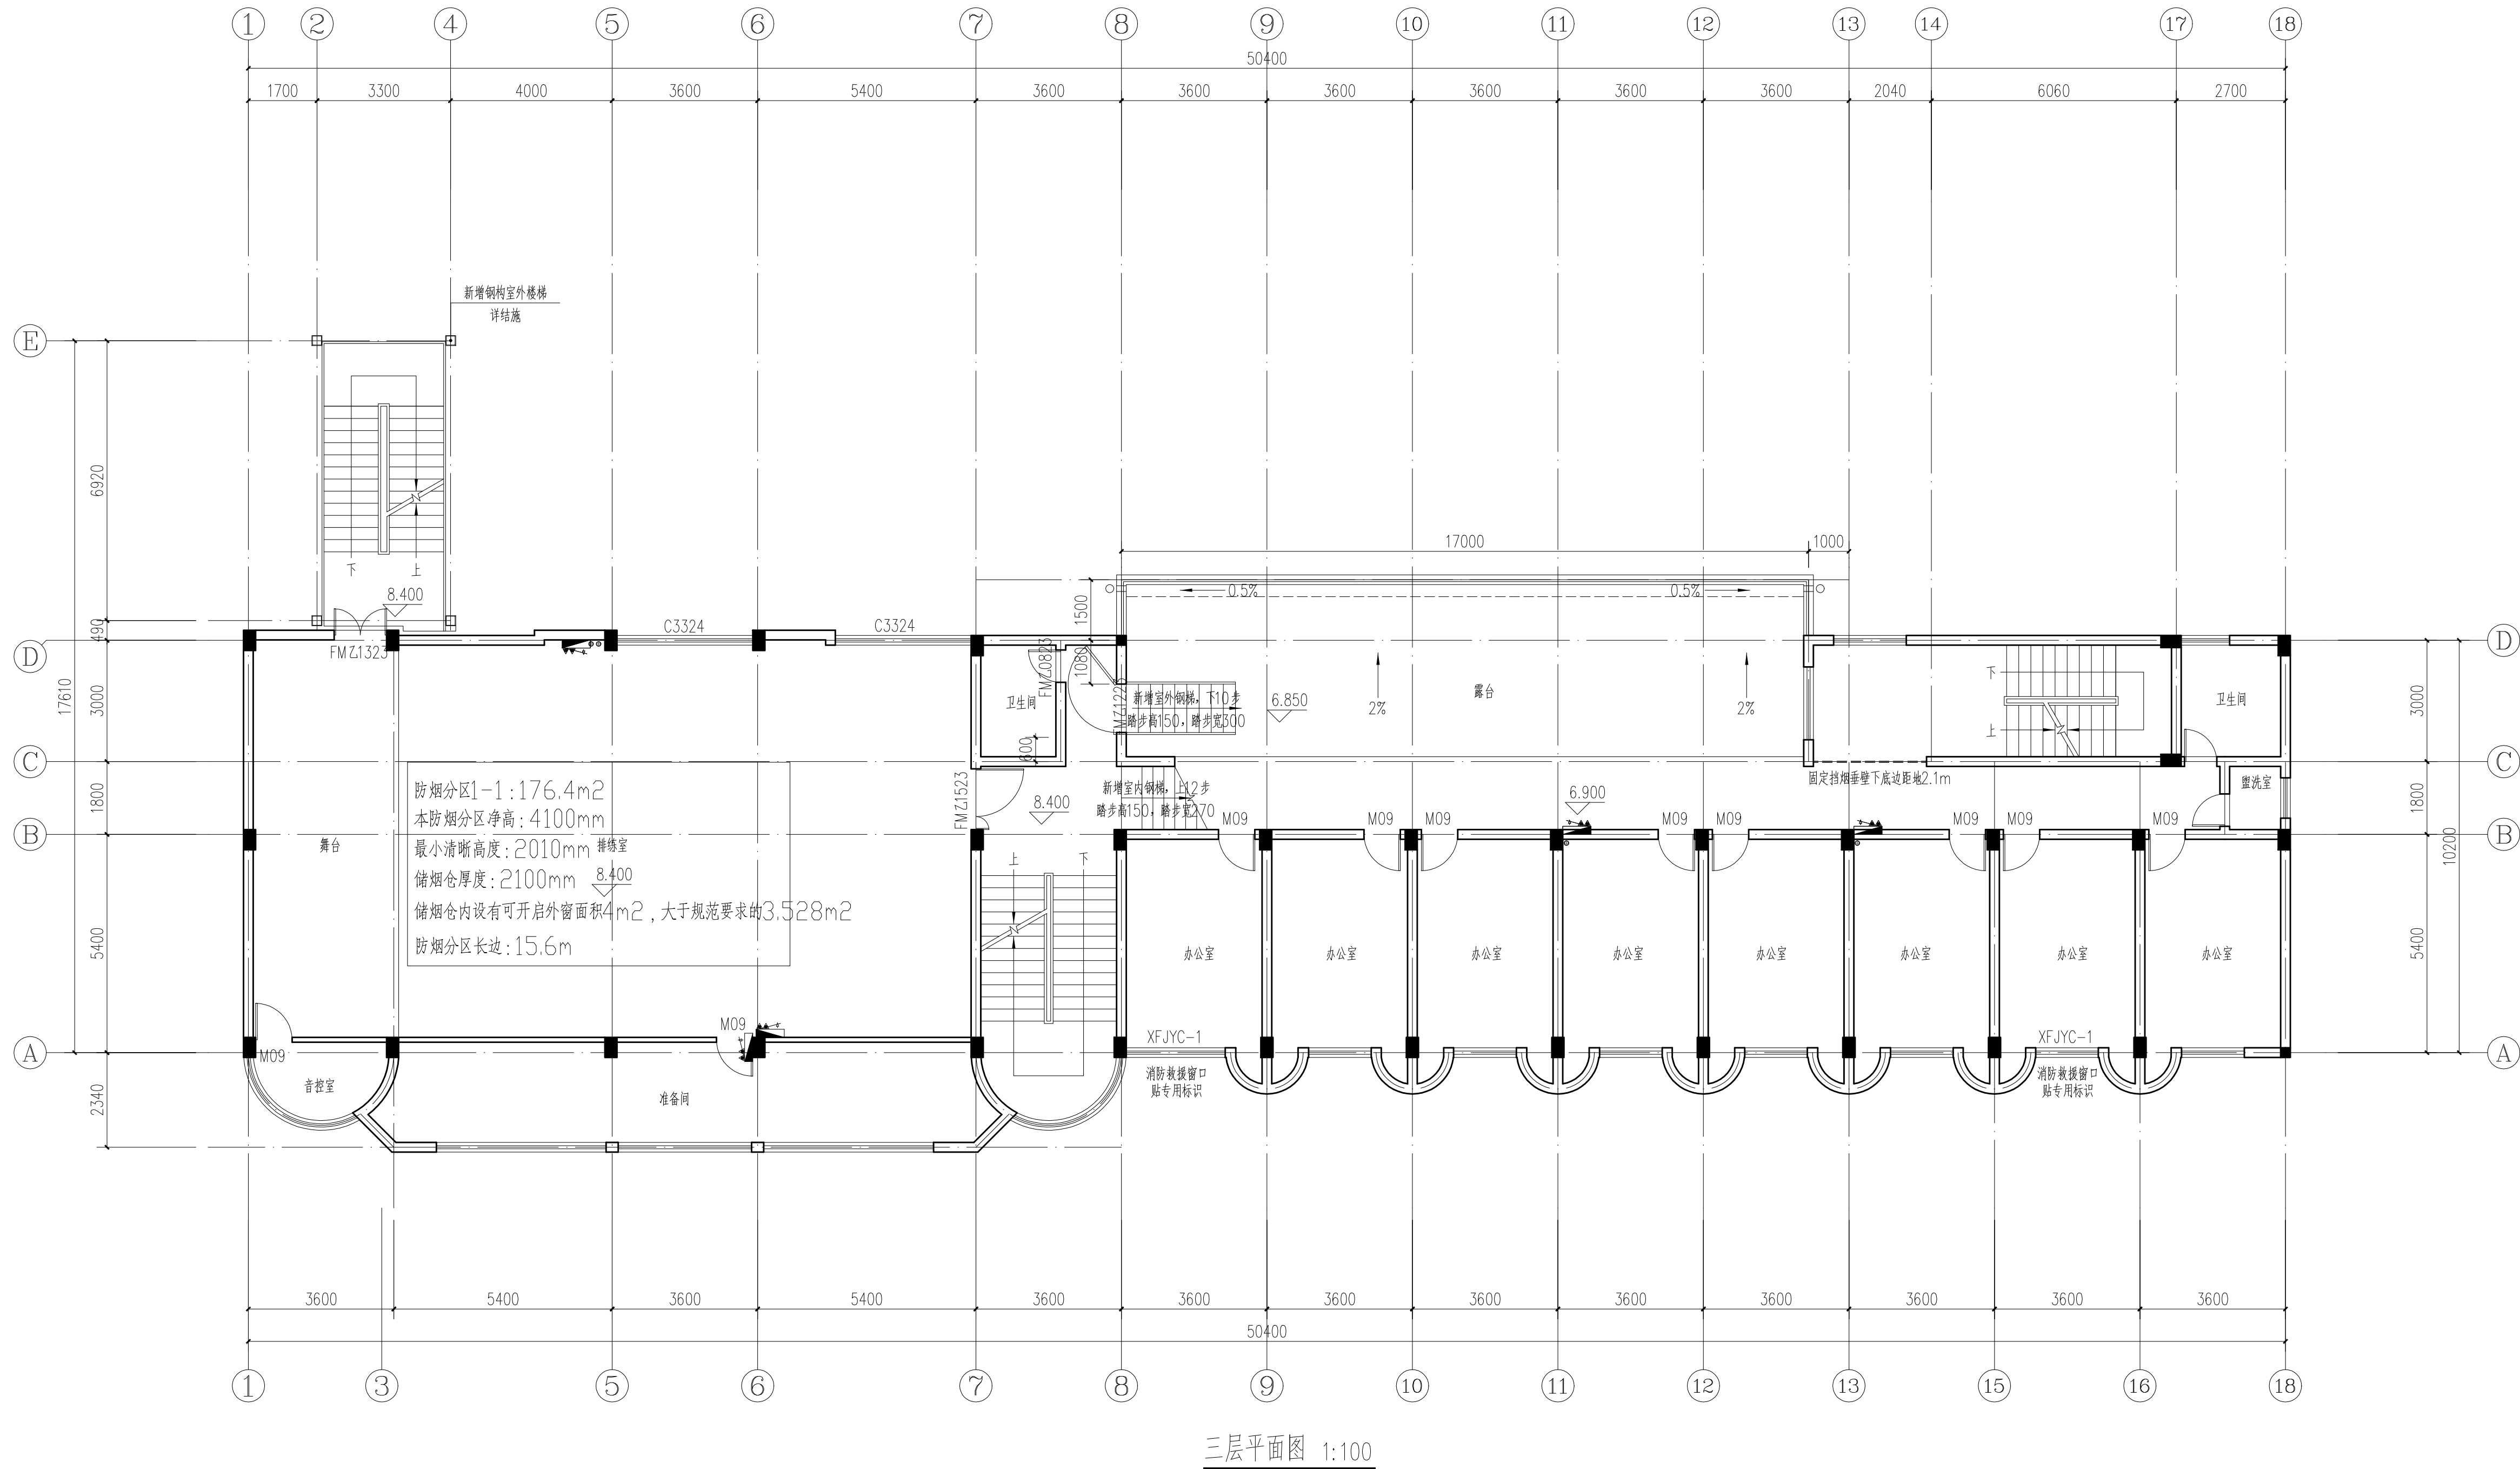 1 2 4 5 6 7 8 9 10 11 12 13 14 17 18
50400
1700 3300 4000 3600 5400 3600 3600 3600 3600 3600 3600 2040 6060 2700
新增钢构室外楼梯
详结施
E
6920
17000 1000
下 上
8.400
0.5% 0.5%
1500
490
C3324 C3324
D D
FMZ1323
FMZ0823
1080
17610
3000
卫生间
新增室外钢梯，下10步
踏步高150，踏步宽300
6.850
露台
2% 2%
下
上
卫生间
3000
600
C C
固定挡烟垂壁下底边距地2.1m
盥洗室
防烟分区1-1:176.4m2
本防烟分区净高:4100mm
最小清晰高度:2010mm
储烟仓厚度:2100mm
储烟仓内设有可开启外窗面积4m2，大于规范要求的3.528m2
防烟分区长边:15.6m
舞台
排练室
8.400
FMZ1523
8.400
新增室内钢梯，上12步
踏步高150，踏步宽270
6.900
1800 1800
M09 M09 M09 M09 M09 M09 M09 M09
B B
10200
上 下
5400 5400
办公室 办公室 办公室 办公室 办公室 办公室 办公室 办公室
M09
M09
XFJYC-1 XFJYC-1
A A
音控室
准备间
消防救援窗口
贴专用标识
消防救援窗口
贴专用标识
2340
3600 5400 3600 5400 3600 3600 3600 3600 3600 3600 3600 3600 3600
50400
1 3 5 6 7 8 9 10 11 12 13 15 16 18
三层平面图 1:100